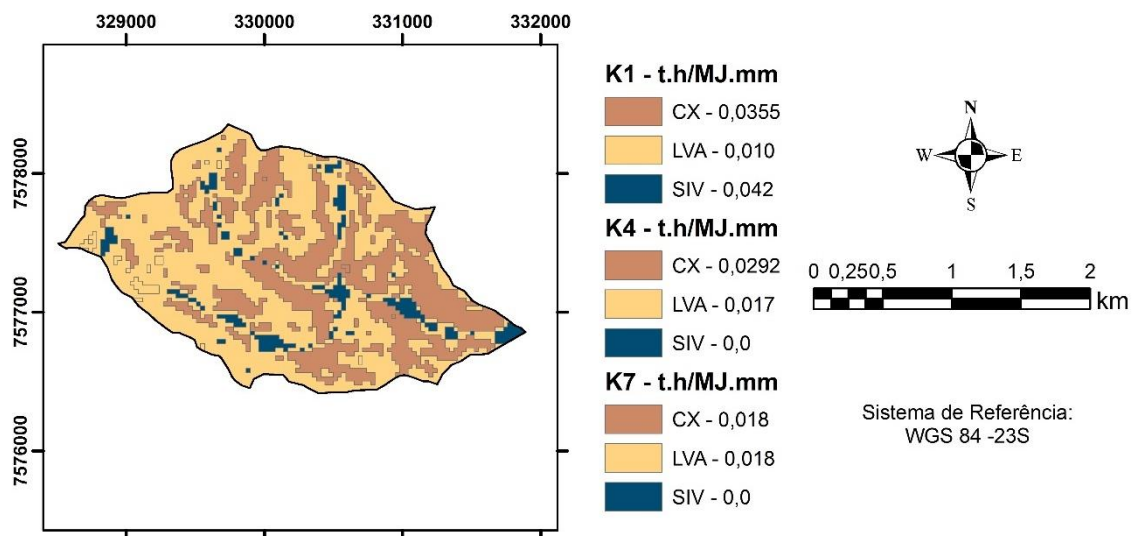 329000 330000 331000 332000
7578000
7577000
7576000
K1 - t.h/MJ.mm
CX - 0,0355
LVA - 0,010
SIV - 0,042
K4 - t.h/MJ.mm
CX - 0,0292
LVA - 0,017
SIV - 0,0
K7 - t.h/MJ.mm
CX - 0,018
LVA - 0,018
SIV - 0,0
N
W E
S
0 0,250,5 1 1,5 2
km
Sistema de Referência:
WGS 84 -23S